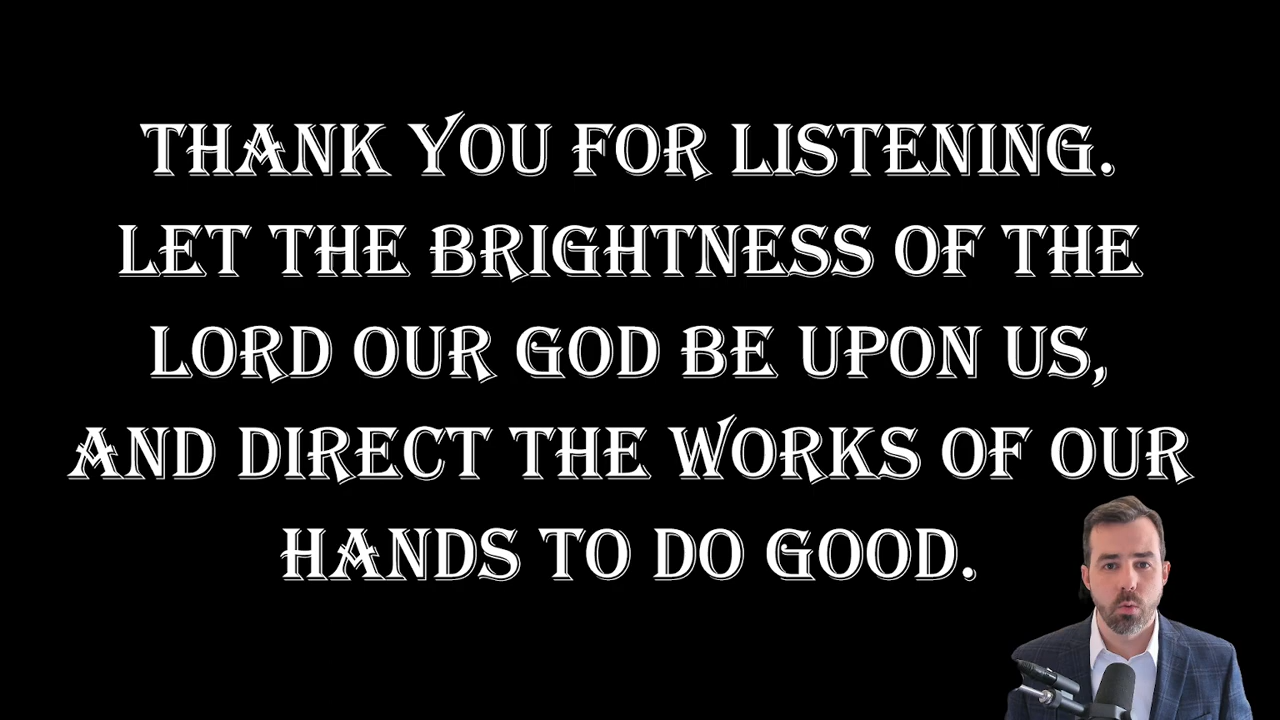 THANK YOU FOR LISTENING.
LET THE BRIGHTNESS OF THE
LORD OUR GOD BE UPON US,
AND DIRECT THE WORKS OF OUR
HANDS TO DO GOOD.